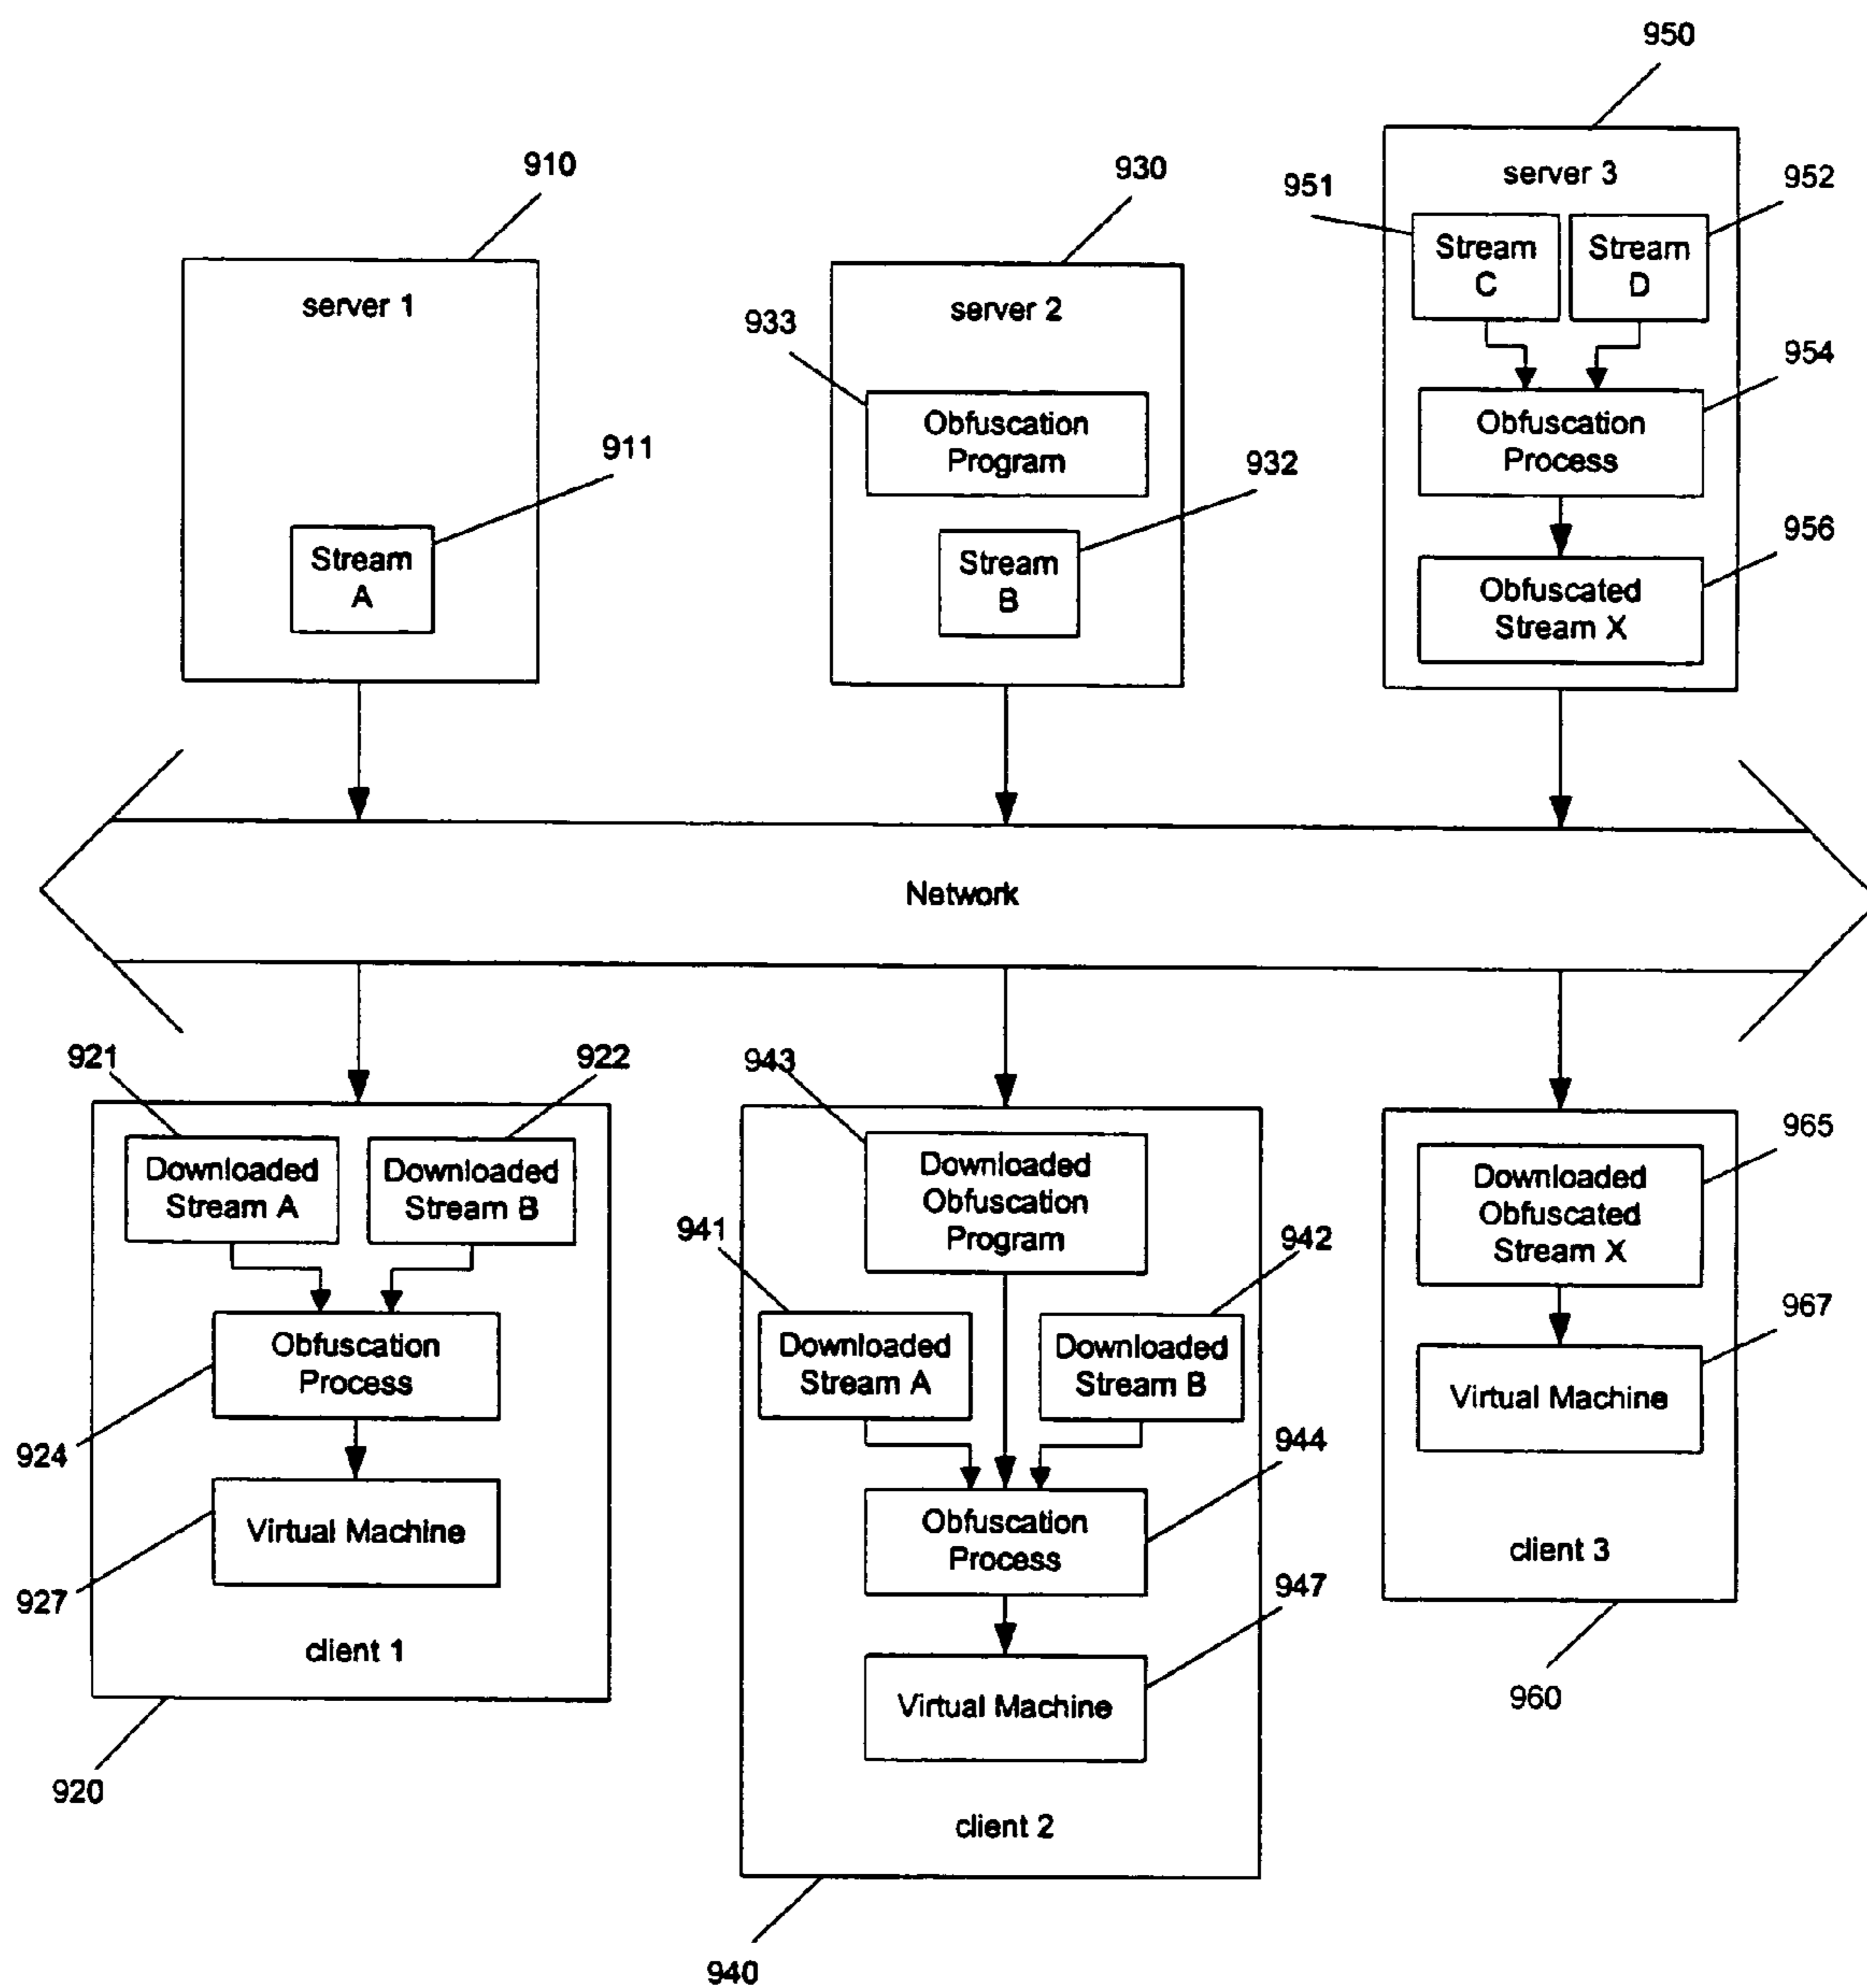 950
910
930
server 3
951
952
server 1
server 2
Stream
C
Stream
D
933
954
Obfuscation
Program
Obfuscation
Process
911
932
956
Stream
A
Stream
B
Obfuscated
Stream X
Network
921
922
943
965
Downloaded
Stream A
Downloaded
Stream B
Downloaded
Obfuscation
Program
Downloaded
Obfuscated
Stream X
941
942
967
Obfuscation
Process
Downloaded
Stream A
Downloaded
Stream B
Virtual Machine
924
944
Virtual Machine
Obfuscation
Process
client 3
927
947
client 1
Virtual Machine
960
920
client 2
940